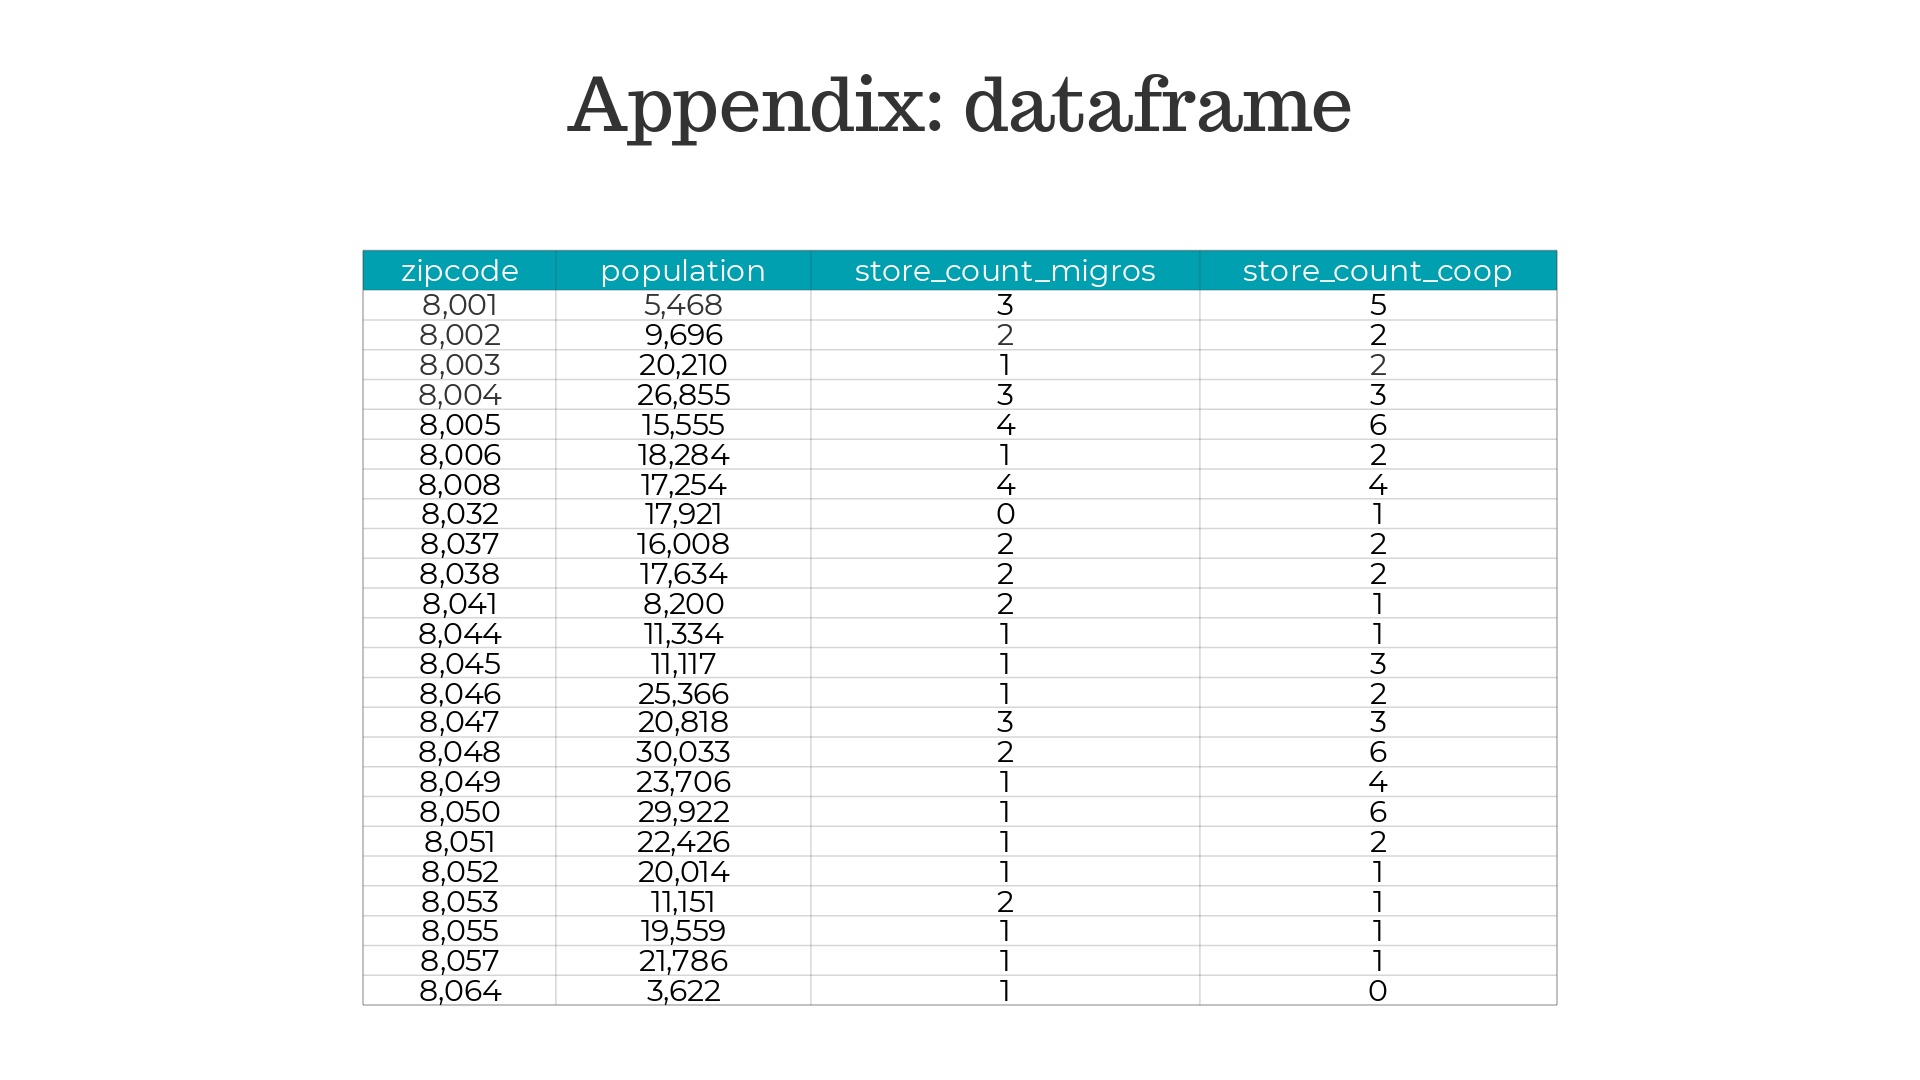 Appendix: dataframe
zipcode population store_count_migros store_count_coop
8,001 5,468 3 5
8,002 9,696 2 2
8,003 20,210 1 2
8,004 26,855 3 3
8,005 15,555 4 6
8,006 18,284 1 2
8,008 17,254 4 4
8,032 17,921 0 1
8,037 16,008 2 2
8,038 17,634 2 2
8,041 8,200 2 1
8,044 11,334 1 1
8,045 11,117 1 3
8,046 25,366 1 2
8,047 20,818 3 3
8,048 30,033 2 6
8,049 23,706 1 4
8,050 29,922 1 6
8,051 22,426 1 2
8,052 20,014 1 1
8,053 11,151 2 1
8,055 19,559 1 1
8,057 21,786 1 1
8,064 3,622 1 0